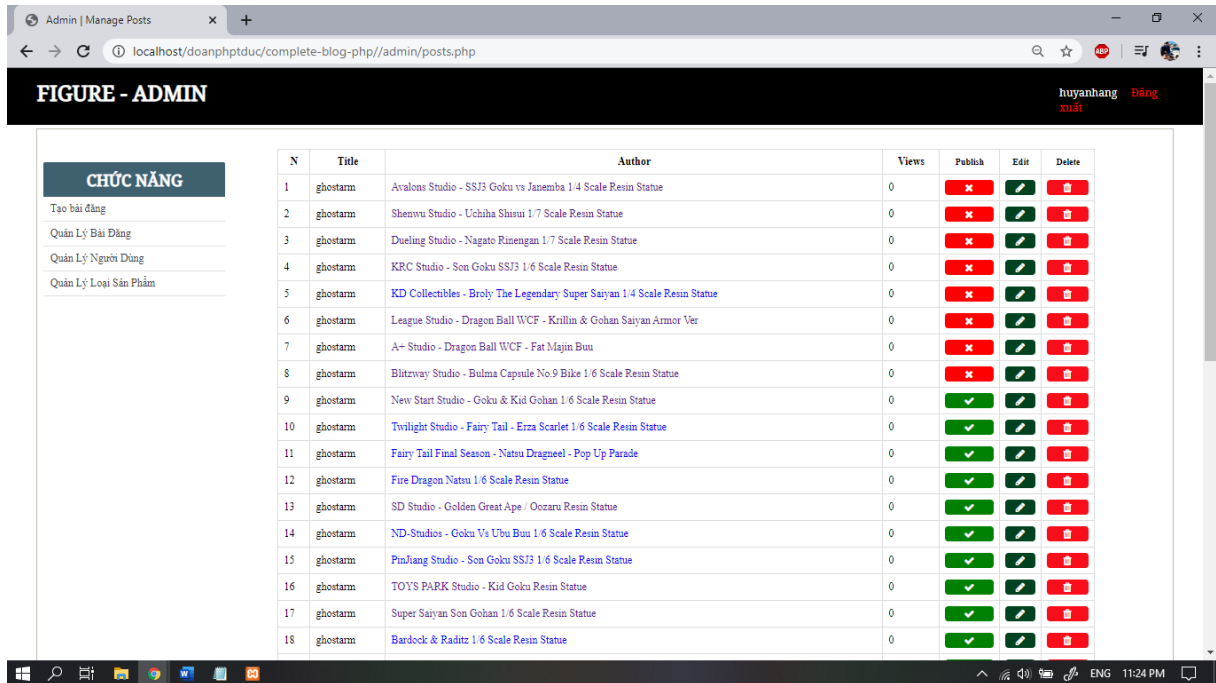 Admin | Manage Posts
localhost/doanphptduc/complete-blog-php//admin/posts.php
ABP
FIGURE - ADMIN
huyanhang Đăng
xuất
CHỨC NĂNG
Tạo bài đăng
Quản Lý Bài Đăng
Quản Lý Người Dùng
Quản Lý Loại Sản Phẩm
N Title Author Views Publish Edit Delete
1 ghostarm Avalons Studio - SSJ3 Goku vs Janemba 1/4 Scale Resin Statue 0
2 ghostarm Shenwu Studio - Uchiha Shisui 1/7 Scale Resin Statue 0
3 ghostarm Dueling Studio - Nagato Rinengan 1/7 Scale Resin Statue 0
4 ghostarm KRC Studio - Son Goku SSJ3 1/6 Scale Resin Statue 0
5 ghostarm KD Collectibles - Broly The Legendary Super Saiyan 1/4 Scale Resin Statue 0
6 ghostarm League Studio - Dragon Ball WCF - Krillin & Gohan Saiyan Armor Ver 0
7 ghostarm A+ Studio - Dragon Ball WCF - Fat Majin Buu 0
8 ghostarm Blitzway Studio - Bulma Capsule No.9 Bike 1/6 Scale Resin Statue 0
9 ghostarm New Start Studio - Goku & Kid Gohan 1/6 Scale Resin Statue 0
10 ghostarm Twilight Studio - Fairy Tail - Erza Scarlet 1/6 Scale Resin Statue 0
11 ghostarm Fairy Tail Final Season - Natsu Dragneel - Pop Up Parade 0
12 ghostarm Fire Dragon Natsu 1/6 Scale Resin Statue 0
13 ghostarm SD Studio - Golden Great Ape / Oozaru Resin Statue 0
14 ghostarm ND-Studios - Goku Vs Ubu Buu 1/6 Scale Resin Statue 0
15 ghostarm PinJiang Studio - Son Goku SSJ3 1/6 Scale Resin Statue 0
16 ghostarm TOYS PARK Studio - Kid Goku Resin Statue 0
17 ghostarm Super Saiyan Son Gohan 1/6 Scale Resin Statue 0
18 ghostarm Bardock & Raditz 1/6 Scale Resin Statue 0
ENG 11:24 PM